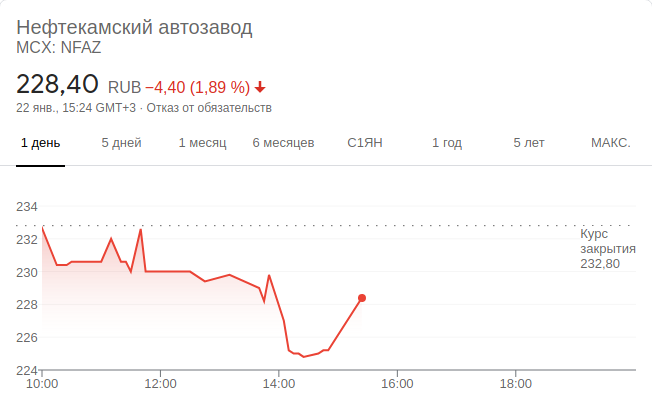 Нефтекамский автозавод
MCX: NFAZ
228,40 RUB −4,40 (1,89 %)
22 янв., 15:24 GMT+3 · Отказ от обязательств
1 день 5 дней 1 месяц 6 месяцев С1ЯН 1 год 5 лет МАКС.
234
232
230
228
226
224
Курс
закрытия
232,80
10:00 12:00 14:00 16:00 18:00